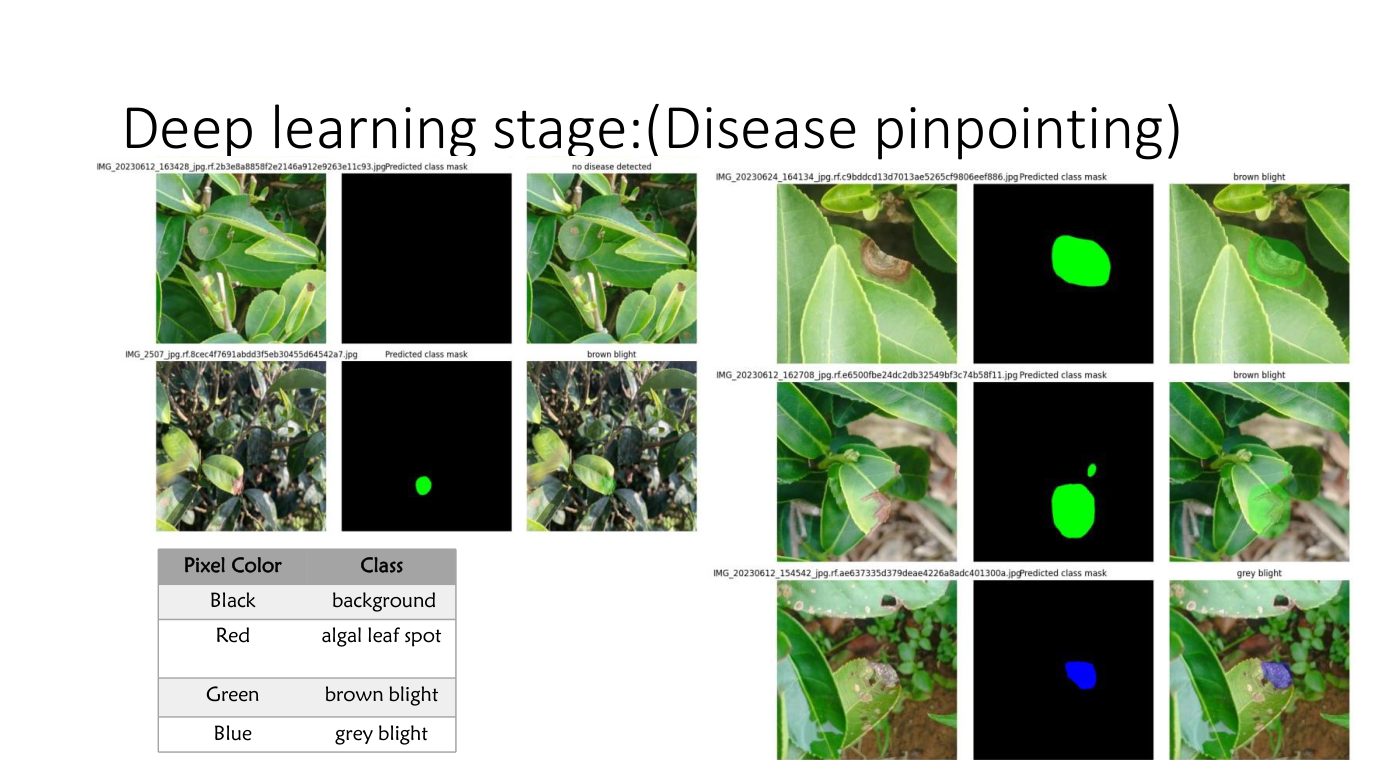 Deep learning stage:(Disease pinpointing)
IMG_20230612_163428_jpg.rf.2b3e8a8858f2e2146a912e9263e11c93.jpg
Predicted class mask
no disease detected
IMG_2507_jpg.rf.8cec4f7691abdd3f5eb30455d64542a7.jpg
Predicted class mask
brown blight
Pixel Color Class
Black background
Red algal leaf spot
Green brown blight
Blue grey blight
IMG_20230624_164134_jpg.rf.c9bddcd13d7013ae5265cf9806eef886.jpg
Predicted class mask
brown blight
IMG_20230612_162708_jpg.rf.e6500fbe24dc2db32549bf3c74b58f11.jpg
Predicted class mask
brown blight
IMG_20230612_154542_jpg.rf.ae637335d379deae4226a8adc401300a.jpg
Predicted class mask
grey blight